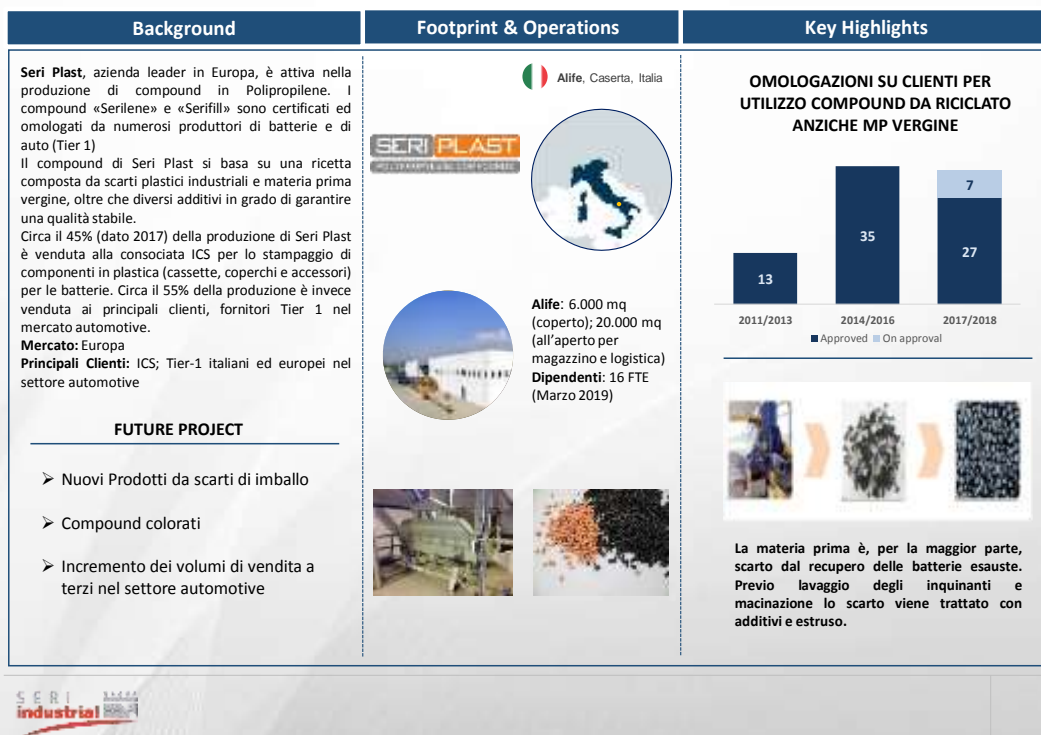 Background
Seri Plast, azienda leader in Europa, è attiva nella
produzione di compound in Polipropilene. I
compound «Serilene» e «Serifill» sono certificati ed
omologati da numerosi produttori di batterie e di
auto (Tier 1)
Il compound di Seri Plast si basa su una ricetta
composta da scarti plastici industriali e materia prima
vergine, oltre che diversi additivi in grado di garantire
una qualità stabile.
Circa il 45% (dato 2017) della produzione di Seri Plast
è venduta alla consociata ICS per lo stampaggio di
componenti in plastica (cassette, coperchi e accessori)
per le batterie. Circa il 55% della produzione è invece
venduta ai principali clienti, fornitori Tier 1 nel
mercato automotive.
Mercato: Europa
Principali Clienti: ICS; Tier-1 italiani ed europei nel
settore automotive
FUTURE PROJECT
➢ Nuovi Prodotti da scarti di imballo
➢ Compound colorati
➢ Incremento dei volumi di vendita a
terzi nel settore automotive
Footprint & Operations
Alife, Caserta, Italia
SERI PLAST
Alife: 6.000 mq
(coperto); 20.000 mq
(all'aperto per
magazzino e logistica)
Dipendenti: 16 FTE
(Marzo 2019)
Key Highlights
OMOLOGAZIONI SU CLIENTI PER
UTILIZZO COMPOUND DA RICICLATO
ANZICHE MP VERGINE
7
35
27
13
2011/2013 2014/2016 2017/2018
Approved On approval
La materia prima è, per la maggior parte,
scarto dal recupero delle batterie esauste.
Previo lavaggio degli inquinanti e
macinazione lo scarto viene trattato con
additivi e estruso.
SERI
industrial